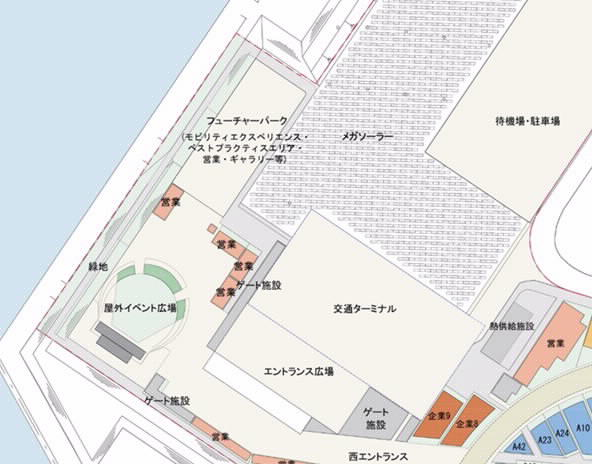 フューチャーパーク
(モビリティエクスペリエンス・
ベストプラクティスエリア・
営業・ギャラリー等)
メガソーラー
待機場・駐車場
営業
営業
営業
営業
ゲート施設
緑地
屋外イベント広場
交通ターミナル
熱供給施設
営業
エントランス広場
ゲート施設
ゲート
施設
企業9
企業8
営業
西エントランス
営業
A42
A23
A24
A10